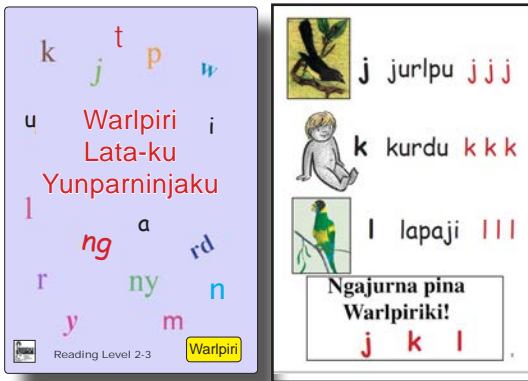 t
k
p
j
w
u
Warlpiri
i
Lata-ku
Yunparninjaku
l
a
ng
rd
r
ny
n
y
m
Reading Level 2-3
Warlpiri
j jurlpu j j j
k kurdu k k k
l lapaji l l l
Ngajurna pina
Warlpiriki!
j k l